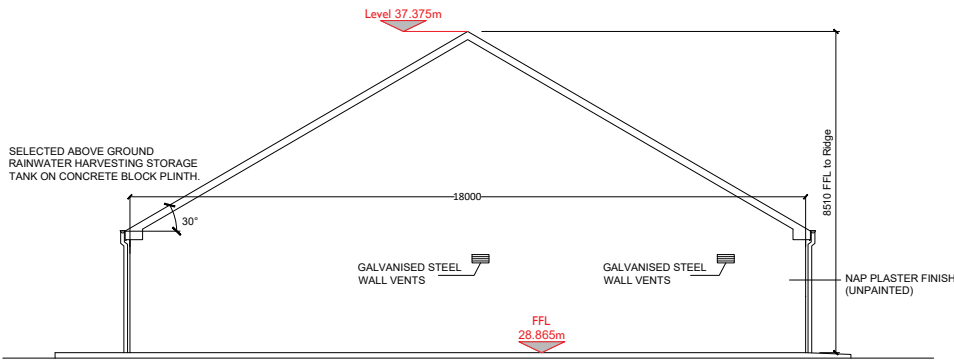 Level 37.375m
SELECTED ABOVE GROUND
RAINWATER HARVESTING STORAGE
TANK ON CONCRETE BLOCK PLINTH.
18000
8510 FFL to Ridge
30°
GALVANISED STEEL
WALL VENTS
GALVANISED STEEL
WALL VENTS
NAP PLASTER FINISH
(UNPAINTED)
FFL
28.865m